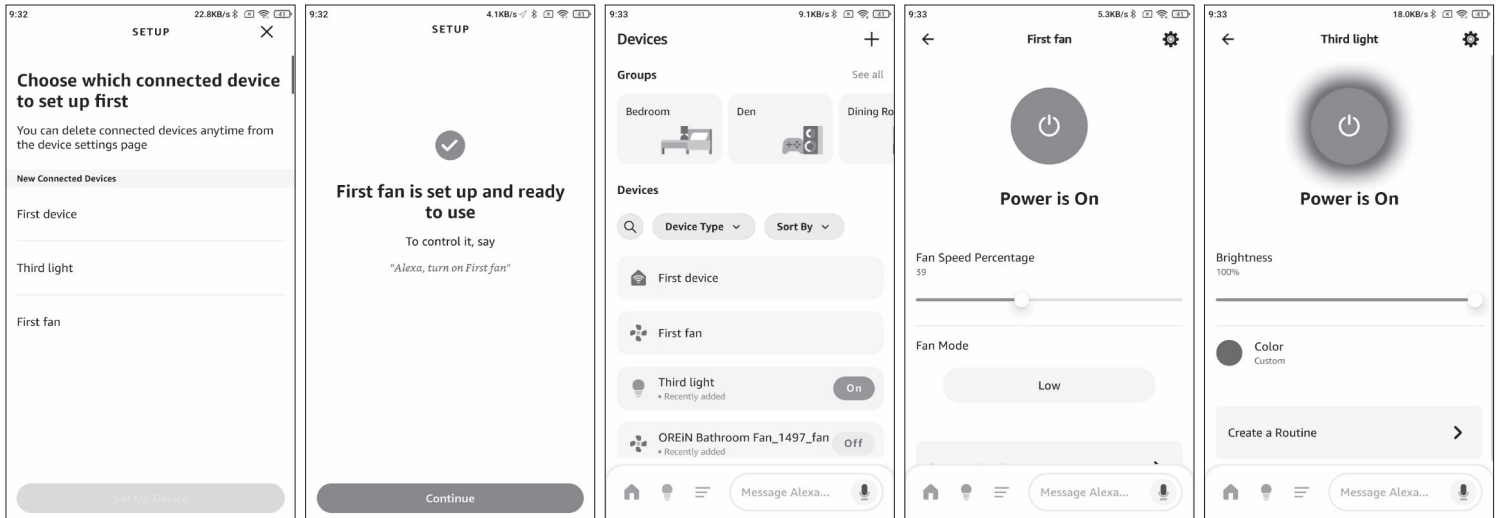 9:32
22.8KB/s
41
SETUP
Choose which connected device
to set up first
You can delete connected devices anytime from
the device settings page
New Connected Devices
First device
Third light
First fan
Set Up Device
9:32
4.1KB/s
41
SETUP
First fan is set up and ready
to use
To control it, say
"Alexa, turn on First fan"
Continue
9:33
9.1KB/s
41
Devices
Groups
See all
Bedroom
Den
Dining Ro
Devices
Device Type
Sort By
First device
First fan
Third light
On
• Recently added
OREiN Bathroom Fan_1497_fan
Off
• Recently added
Message Alexa...
9:33
5.3KB/s
41
First fan
Power is On
Fan Speed Percentage
39
Fan Mode
Low
Message Alexa...
9:33
18.0KB/s
41
Third light
Power is On
Brightness
100%
Color
Custom
Create a Routine
Message Alexa...